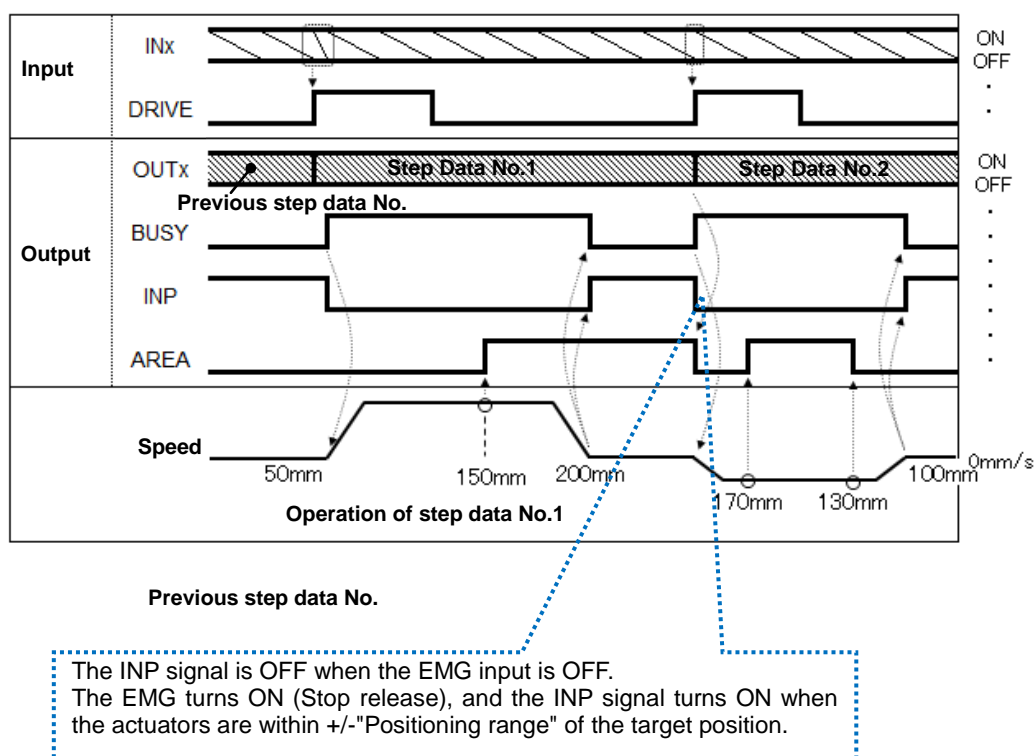 Input
INx
ON
OFF
DRIVE
Output
OUTx
Step Data No.1
Step Data No.2
ON
OFF
Previous step data No.
BUSY
INP
AREA
Speed
50mm
150mm
200mm
170mm
130mm
100mm
0mm/s
Operation of step data No.1
Previous step data No.
The INP signal is OFF when the EMG input is OFF.
The EMG turns ON (Stop release), and the INP signal turns ON when
the actuators are within +/-"Positioning range" of the target position.